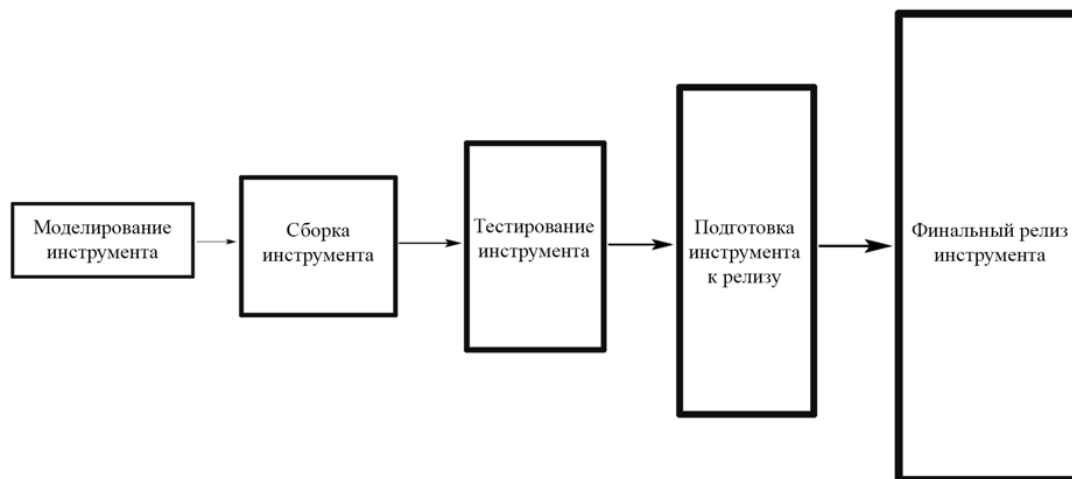 Моделирование
инструмента
Сборка
инструмента
Тестирование
инструмента
Подготовка
инструмента
к релизу
Финальный релиз
инструмента